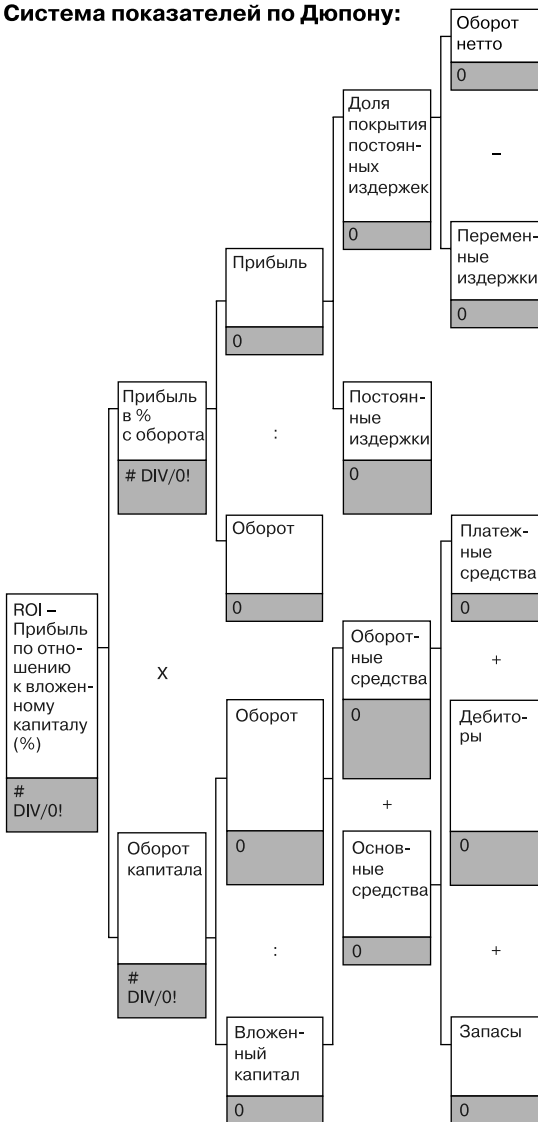 Система показателей по Дюпону:
Оборот
нетто
0
–
Перемен-
ные
издержки
0
Доля
покрытия
постоян-
ных
издержек
0
Прибыль
0
:
Оборот
0
Постоян-
ные
издержки
0
Прибыль
в %
с оборота
# DIV/0!
X
ROI –
Прибыль
по отно-
шению
к вложен-
ному
капиталу
(%)
#
DIV/0!
Оборот
капитала
#
DIV/0!
Оборот
0
:
Вложен-
ный
капитал
0
Оборот-
ные
средства
0
+
Основ-
ные
средства
0
Платеж-
ные
средства
0
+
Дебито-
ры
0
+
Запасы
0